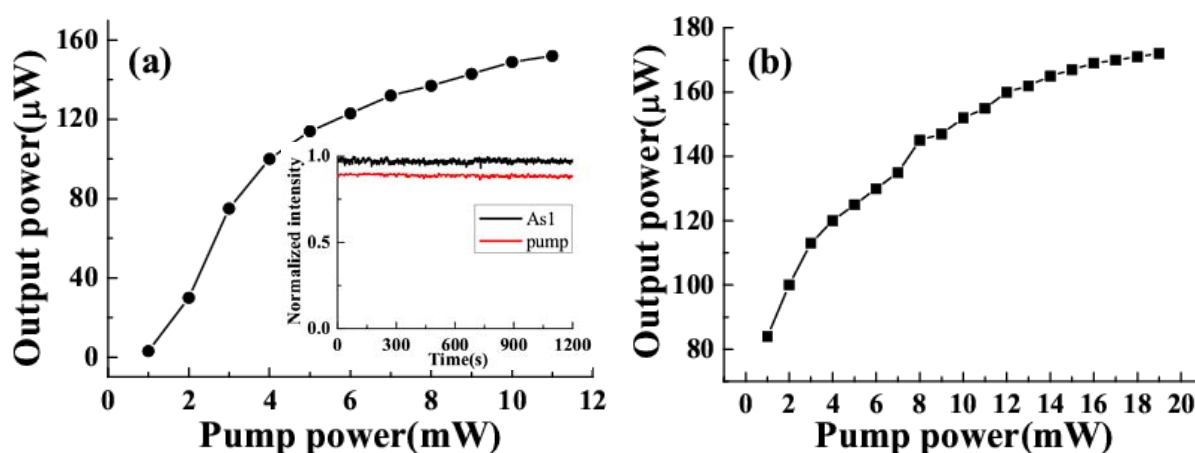 (a)
Output power(μW)
160
120
80
40
0
0 2 4 6 8 10 12
Pump power(mW)
Normalized intensity
1.0
0.5
0.0
As1
pump
0 300 600 900 1200
Time(s)
(b)
Output power(μW)
180
160
140
120
100
80
0 2 4 6 8 10 12 14 16 18 20
Pump power(mW)